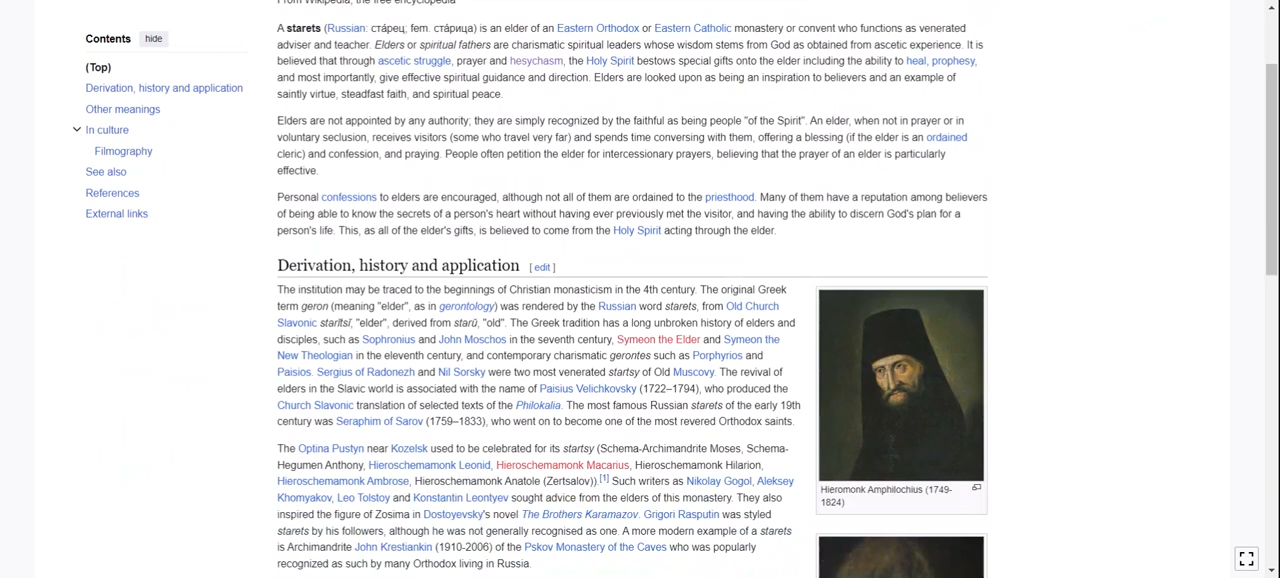 From Wikipedia, the free encyclopedia
Contents hide
(Top)
Derivation, history and application
Other meanings
In culture
Filmography
See also
References
External links
A starets (Russian: стáрец; fem. стáрица) is an elder of an Eastern Orthodox or Eastern Catholic monastery or convent who functions as venerated
adviser and teacher. Elders or spiritual fathers are charismatic spiritual leaders whose wisdom stems from God as obtained from ascetic experience. It is
believed that through ascetic struggle, prayer and hesychasm, the Holy Spirit bestows special gifts onto the elder including the ability to heal, prophesy,
and most importantly, give effective spiritual guidance and direction. Elders are looked upon as being an inspiration to believers and an example of
saintly virtue, steadfast faith, and spiritual peace.
Elders are not appointed by any authority; they are simply recognized by the faithful as being people "of the Spirit". An elder, when not in prayer or in
voluntary seclusion, receives visitors (some who travel very far) and spends time conversing with them, offering a blessing (if the elder is an ordained
cleric) and confession, and praying. People often petition the elder for intercessionary prayers, believing that the prayer of an elder is particularly
effective.
Personal confessions to elders are encouraged, although not all of them are ordained to the priesthood. Many of them have a reputation among believers
of being able to know the secrets of a person's heart without having ever previously met the visitor, and having the ability to discern God's plan for a
person's life. This, as all of the elder's gifts, is believed to come from the Holy Spirit acting through the elder.
Derivation, history and application [ edit ]
The institution may be traced to the beginnings of Christian monasticism in the 4th century. The original Greek
term geron (meaning "elder", as in gerontology) was rendered by the Russian word starets, from Old Church
Slavonic starĭtsĭ, "elder", derived from starŭ, "old". The Greek tradition has a long unbroken history of elders and
disciples, such as Sophronius and John Moschos in the seventh century, Symeon the Elder and Symeon the
New Theologian in the eleventh century, and contemporary charismatic gerontes such as Porphyrios and
Paisios. Sergius of Radonezh and Nil Sorsky were two most venerated startsy of Old Muscovy. The revival of
elders in the Slavic world is associated with the name of Paisius Velichkovsky (1722–1794), who produced the
Church Slavonic translation of selected texts of the Philokalia. The most famous Russian starets of the early 19th
century was Seraphim of Sarov (1759–1833), who went on to become one of the most revered Orthodox saints.
The Optina Pustyn near Kozelsk used to be celebrated for its startsy (Schema-Archimandrite Moses, Schema-
Hegumen Anthony, Hieroschemamonk Leonid, Hieroschemamonk Macarius, Hieroschemamonk Hilarion,
Hieroschemamonk Ambrose, Hieroschemamonk Anatole (Zertsalov)).[1] Such writers as Nikolay Gogol, Aleksey
Khomyakov, Leo Tolstoy and Konstantin Leontyev sought advice from the elders of this monastery. They also
inspired the figure of Zosima in Dostoyevsky's novel The Brothers Karamazov. Grigori Rasputin was styled
starets by his followers, although he was not generally recognised as one. A more modern example of a starets
is Archimandrite John Krestiankin (1910-2006) of the Pskov Monastery of the Caves who was popularly
recognized as such by many Orthodox living in Russia.
Hieromonk Amphilochius (1749-
1824)